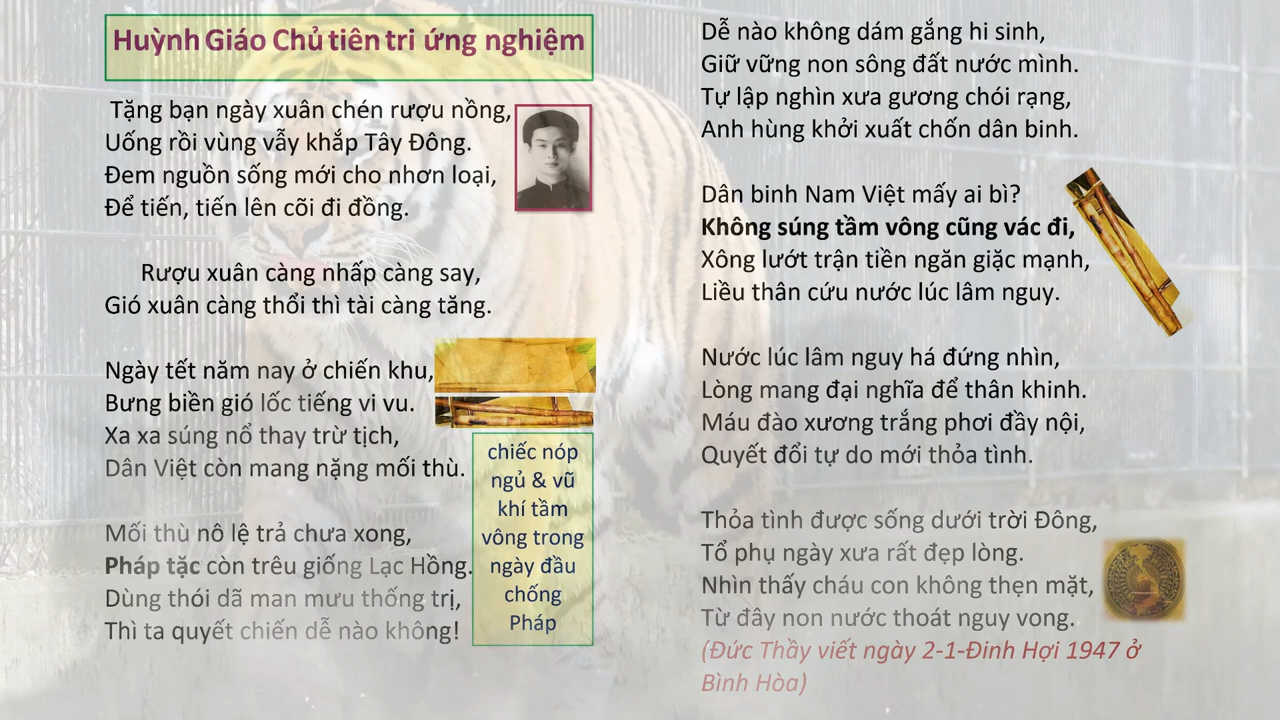 Huỳnh Giáo Chủ tiên tri ứng nghiệm
Tặng bạn ngày xuân chén rượu nồng,
Uống rồi vùng vẫy khắp Tây Đông.
Đem nguồn sống mới cho nhơn loại,
Để tiến, tiến lên cõi đi đồng.
Rượu xuân càng nhấp càng say,
Gió xuân càng thổi thì tài càng tăng.
Ngày tết năm nay ở chiến khu,
Bưng biền gió lốc tiếng vi vu.
Xa xa súng nổ thay trừ tịch,
Dân Việt còn mang nặng mối thù.
Mối thù nô lệ trả chưa xong,
Pháp tặc còn trêu giống Lạc Hồng.
Dùng thói dã man mưu thống trị,
Thì ta quyết chiến dễ nào không!
chiếc nóp
ngủ & vũ
khí tầm
vông trong
ngày đầu
chống
Pháp
Dễ nào không dám gắng hi sinh,
Giữ vững non sông đất nước mình.
Tự lập nghìn xưa gương chói rạng,
Anh hùng khởi xuất chốn dân binh.
Dân binh Nam Việt mấy ai bì?
Không súng tầm vông cũng vác đi,
Xông lướt trận tiền ngăn giặc mạnh,
Liều thân cứu nước lúc lâm nguy.
Nước lúc lâm nguy há đứng nhìn,
Lòng mang đại nghĩa để thân khinh.
Máu đào xương trắng phơi đầy nội,
Quyết đổi tự do mới thỏa tình.
Thỏa tình được sống dưới trời Đông,
Tổ phụ ngày xưa rất đẹp lòng.
Nhìn thấy cháu con không thẹn mặt,
Từ đây non nước thoát nguy vong.
(Đức Thầy viết ngày 2-1-Đinh Hợi 1947 ở
Bình Hòa)